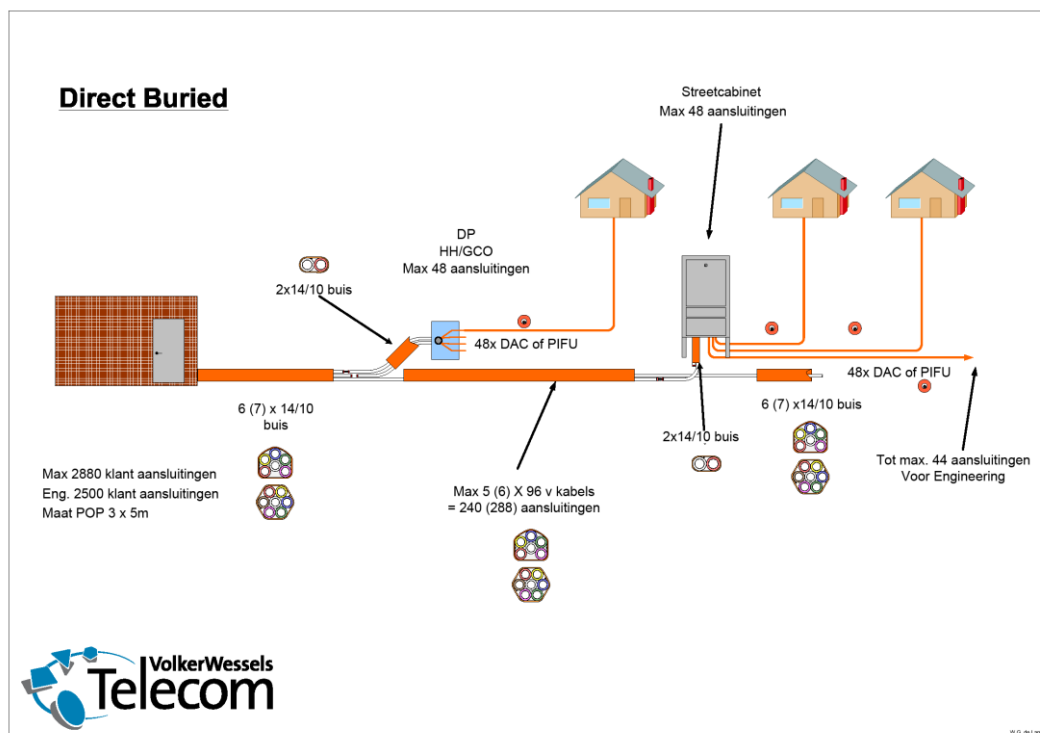 Direct Buried
Streetcabinet
Max 48 aansluitingen
DP
HH/GCO
Max 48 aansluitingen
2x14/10 buis
48x DAC of PIFU
48x DAC of PIFU
6 (7) x 14/10
buis
2x14/10 buis
6 (7) x14/10 buis
Max 2880 klant aansluitingen
Eng. 2500 klant aansluitingen
Maat POP 3 x 5m
Max 5 (6) X 96 v kabels
= 240 (288) aansluitingen
Tot max. 44 aansluitingen
Voor Engineering
VolkerWessels
Telecom